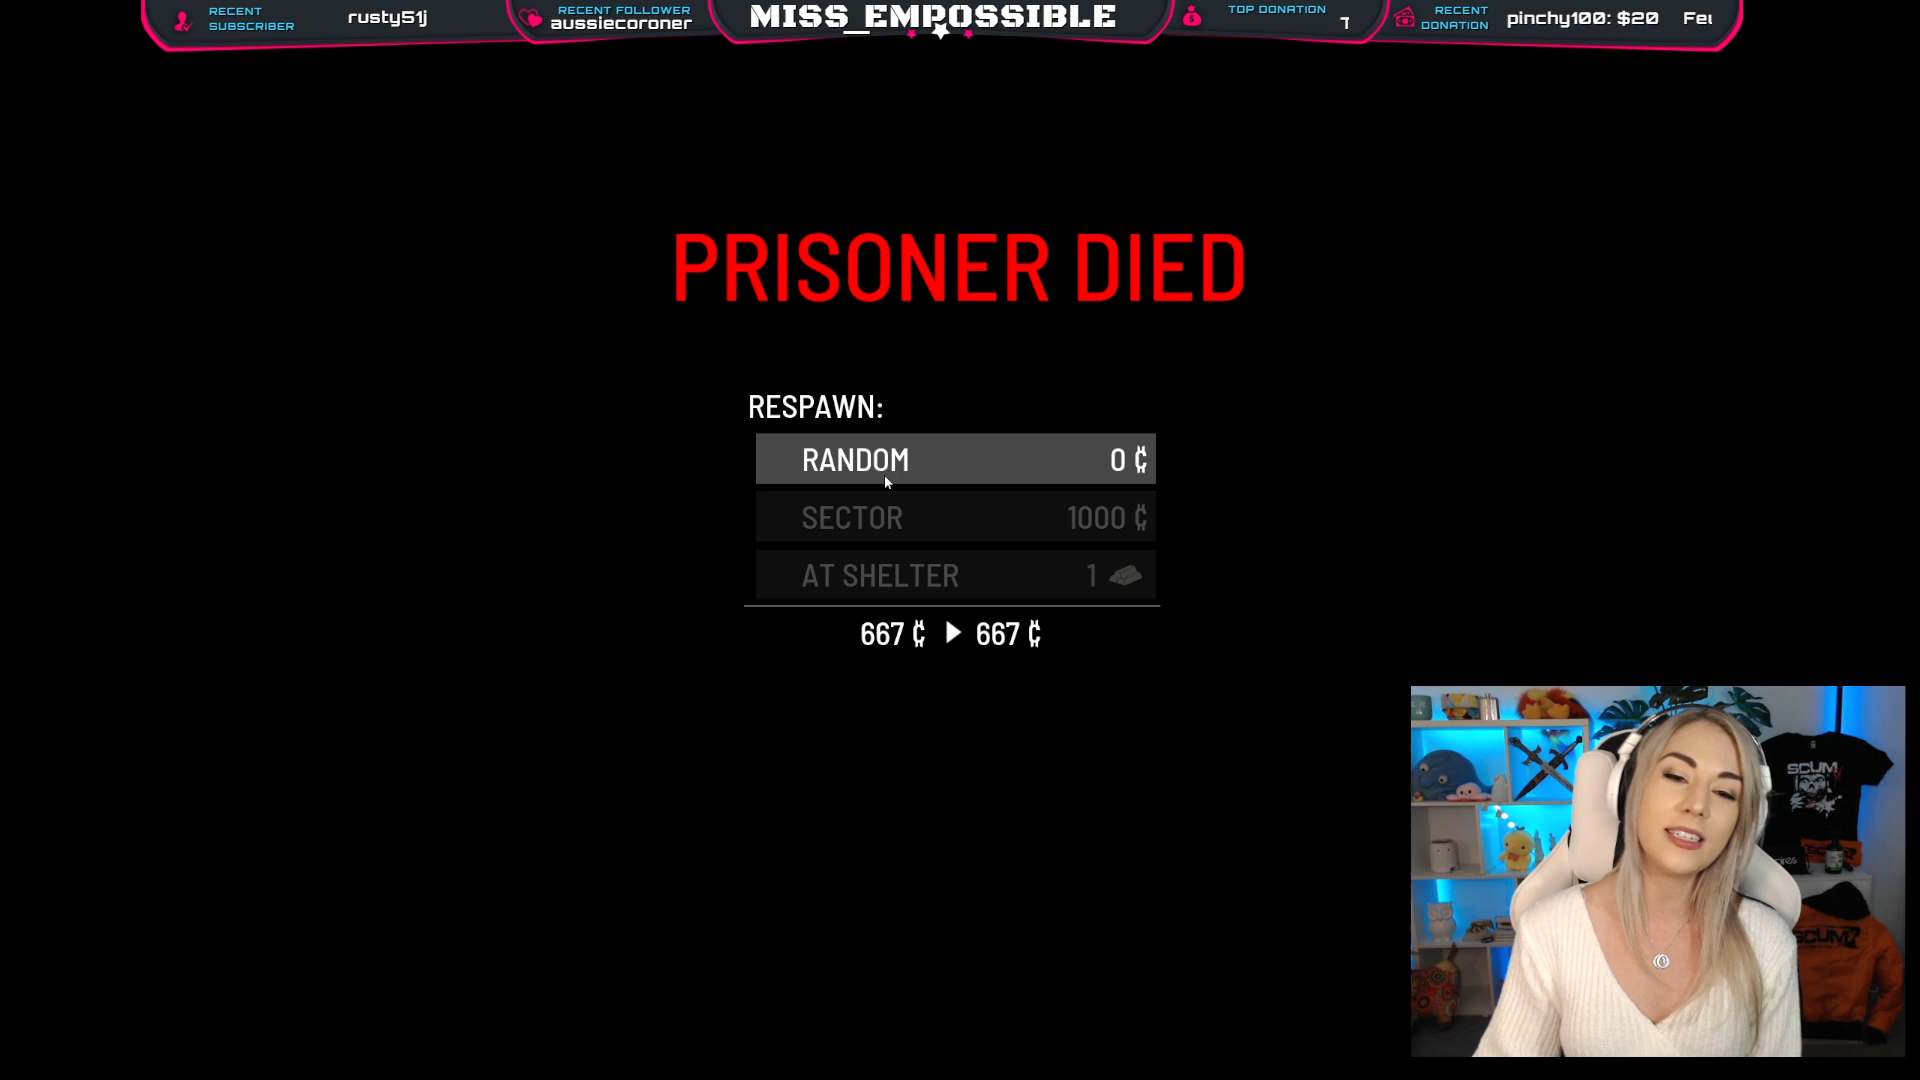 RECENT
SUBSCRIBER
rusty51j
RECENT FOLLOWER
aussiecoroner
MISS_EMPOSSIBLE
TOP DONATION
RECENT
DONATION
pinchy100: $20
PRISONER DIED
RESPAWN:
RANDOM 0
SECTOR 1000
AT SHELTER 1
667 ▶ 667
SCUM
SCUM